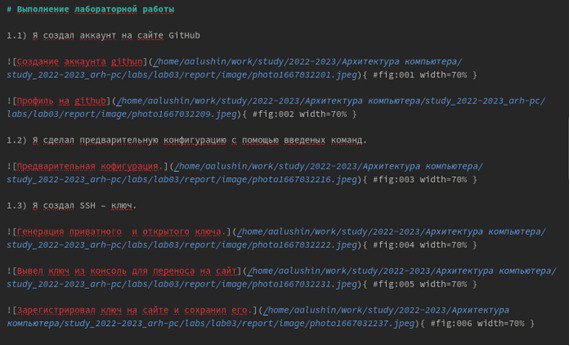 # Выполнение лабораторной работы
1.1) Я создал аккаунт на сайте GitHub
![Создание аккаунта githun](/home/aalushin/work/study/2022-2023/Архитектура компьютера/
study_2022-2023_arh-pc/labs/lab03/report/image/photo1667032201.jpeg){ #fig:001 width=70% }
![Профиль на github](/home/aalushin/work/study/2022-2023/Архитектура компьютера/study_2022-2023_arh-pc/
labs/lab03/report/image/photo1667032209.jpeg){ #fig:002 width=70% }
1.2) Я сделал предварительную конфигурацию с помощью введеных команд.
![Предварительная кофигурация.](/home/aalushin/work/study/2022-2023/Архитектура компьютера/
study_2022-2023_arh-pc/labs/lab03/report/image/photo1667032216.jpeg){ #fig:003 width=70% }
1.3) Я создал SSH – ключ.
![Генерация приватного  и открытого ключа.](/home/aalushin/work/study/2022-2023/Архитектура компьютера/
study_2022-2023_arh-pc/labs/lab03/report/image/photo1667032222.jpeg){ #fig:004 width=70% }
![Вывел ключ из консоль для переноса на сайт](/home/aalushin/work/study/2022-2023/Архитектура компьютера/
study_2022-2023_arh-pc/labs/lab03/report/image/photo1667032231.jpeg){ #fig:005 width=70% }
![Зарегистрировал ключ на сайте и сохранил его.](/home/aalushin/work/study/2022-2023/Архитектура
компьютера/study_2022-2023_arh-pc/labs/lab03/report/image/photo1667032237.jpeg){ #fig:006 width=70% }